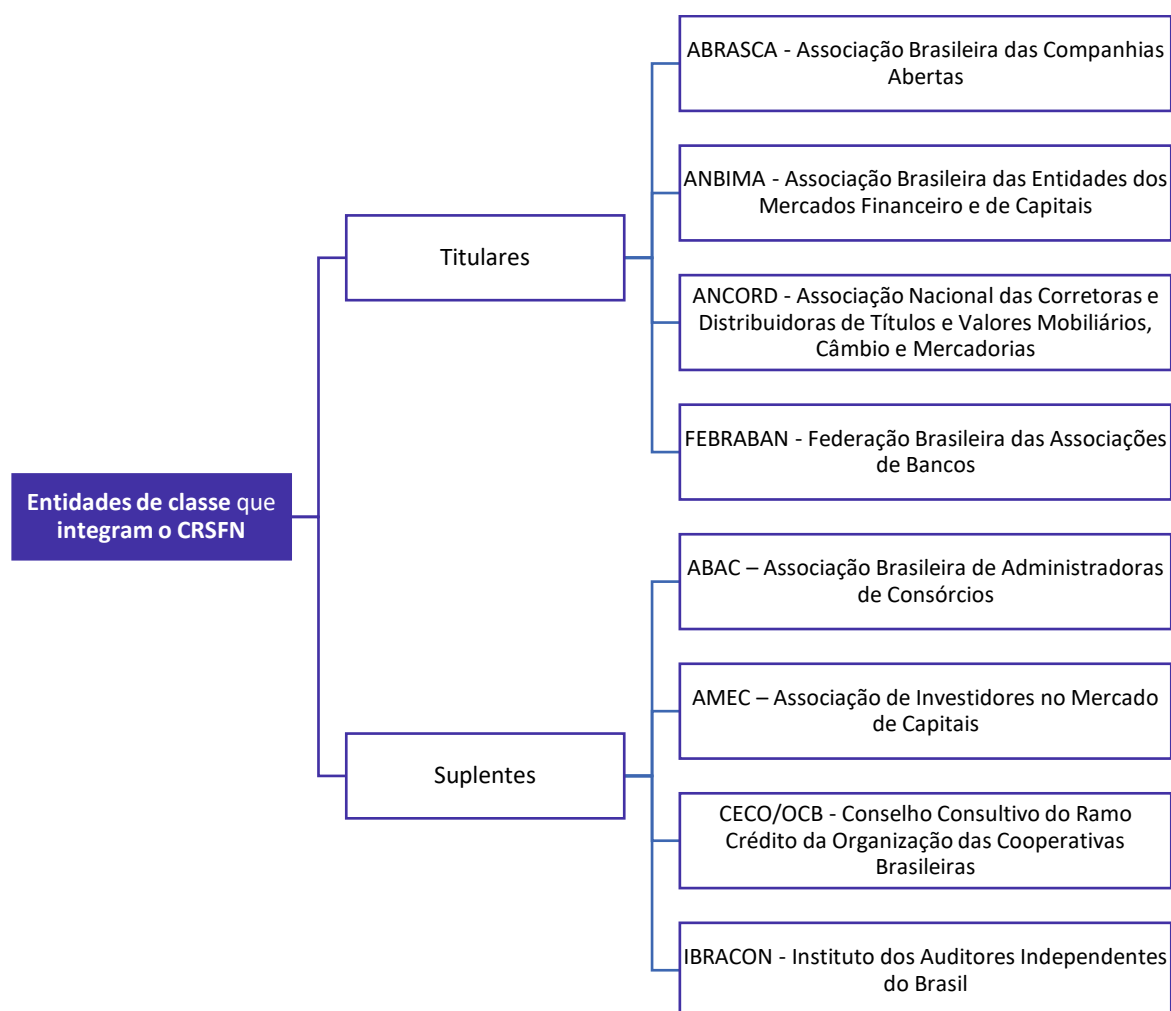 ABRASCA - Associação Brasileira das Companhias
Abertas
ANBIMA - Associação Brasileira das Entidades dos
Mercados Financeiro e de Capitais
Titulares
ANCORD - Associação Nacional das Corretoras e
Distribuidoras de Títulos e Valores Mobiliários,
Câmbio e Mercadorias
FEBRABAN - Federação Brasileira das Associações
de Bancos
Entidades de classe que
integram o CRSFN
ABAC – Associação Brasileira de Administradoras
de Consórcios
AMEC – Associação de Investidores no Mercado
de Capitais
Suplentes
CECO/OCB - Conselho Consultivo do Ramo
Crédito da Organização das Cooperativas
Brasileiras
IBRACON - Instituto dos Auditores Independentes
do Brasil